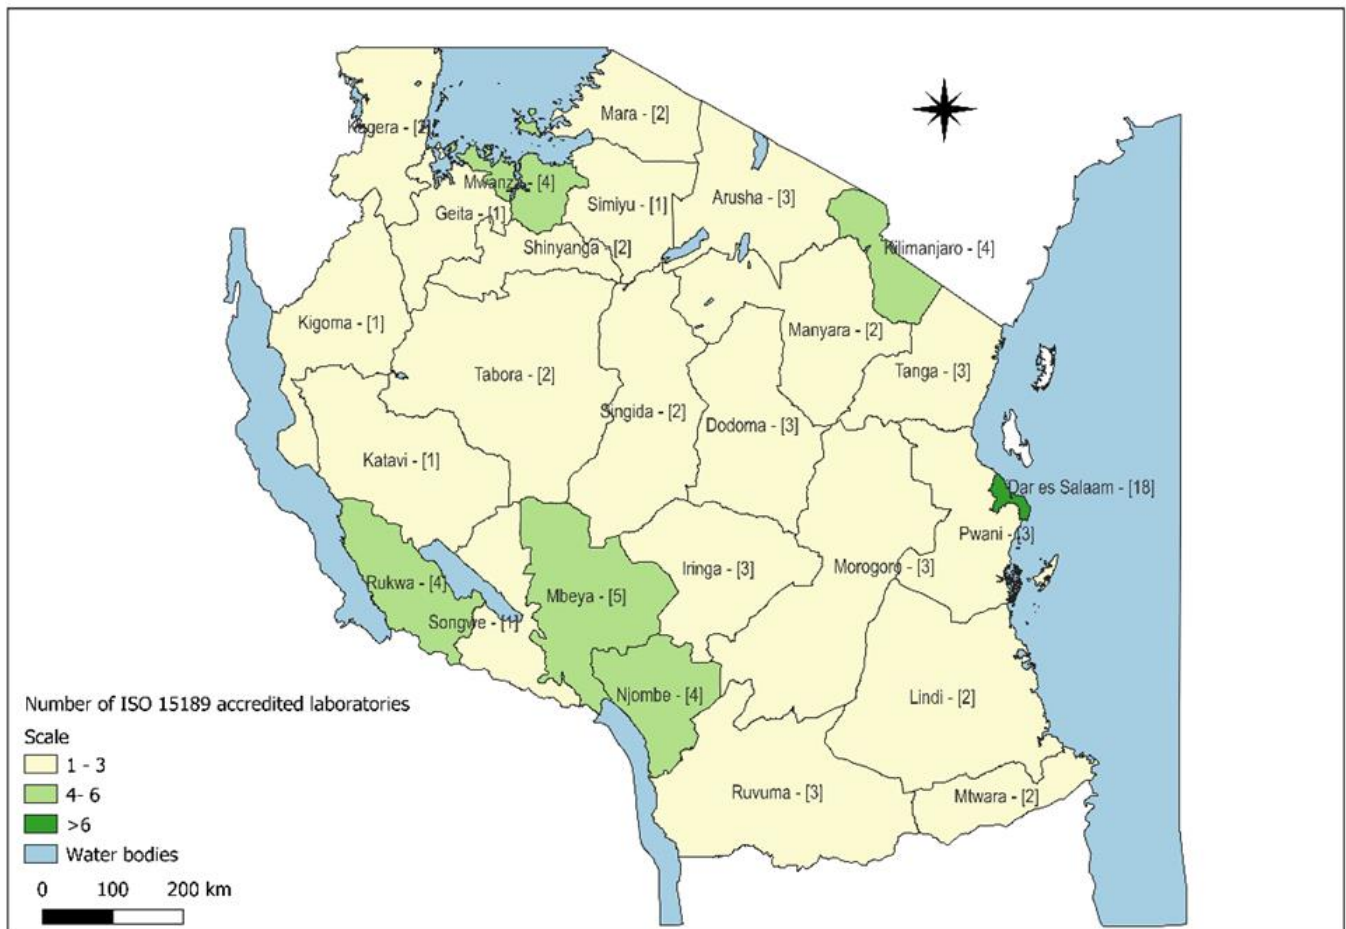 Mara - [2]
Kagera - [2]
Mwanza - [4]
Simiyu - [1]
Arusha - [3]
Geita - [1]
Shinyanga - [2]
Kilimanjaro - [4]
Kigoma - [1]
Manyara - [2]
Tabora - [2]
Tanga - [3]
Singida - [2]
Dodoma - [3]
Katavi - [1]
Dar es Salaam - [18]
Pwani - [3]
Iringa - [3]
Morogoro - [3]
Rukwa - [4]
Mbeya - [5]
Songwe - [1]
Njombe - [4]
Lindi - [2]
Ruvuma - [3]
Mtwara - [2]
Number of ISO 15189 accredited laboratories
Scale
1 - 3
4- 6
>6
Water bodies
0 100 200 km